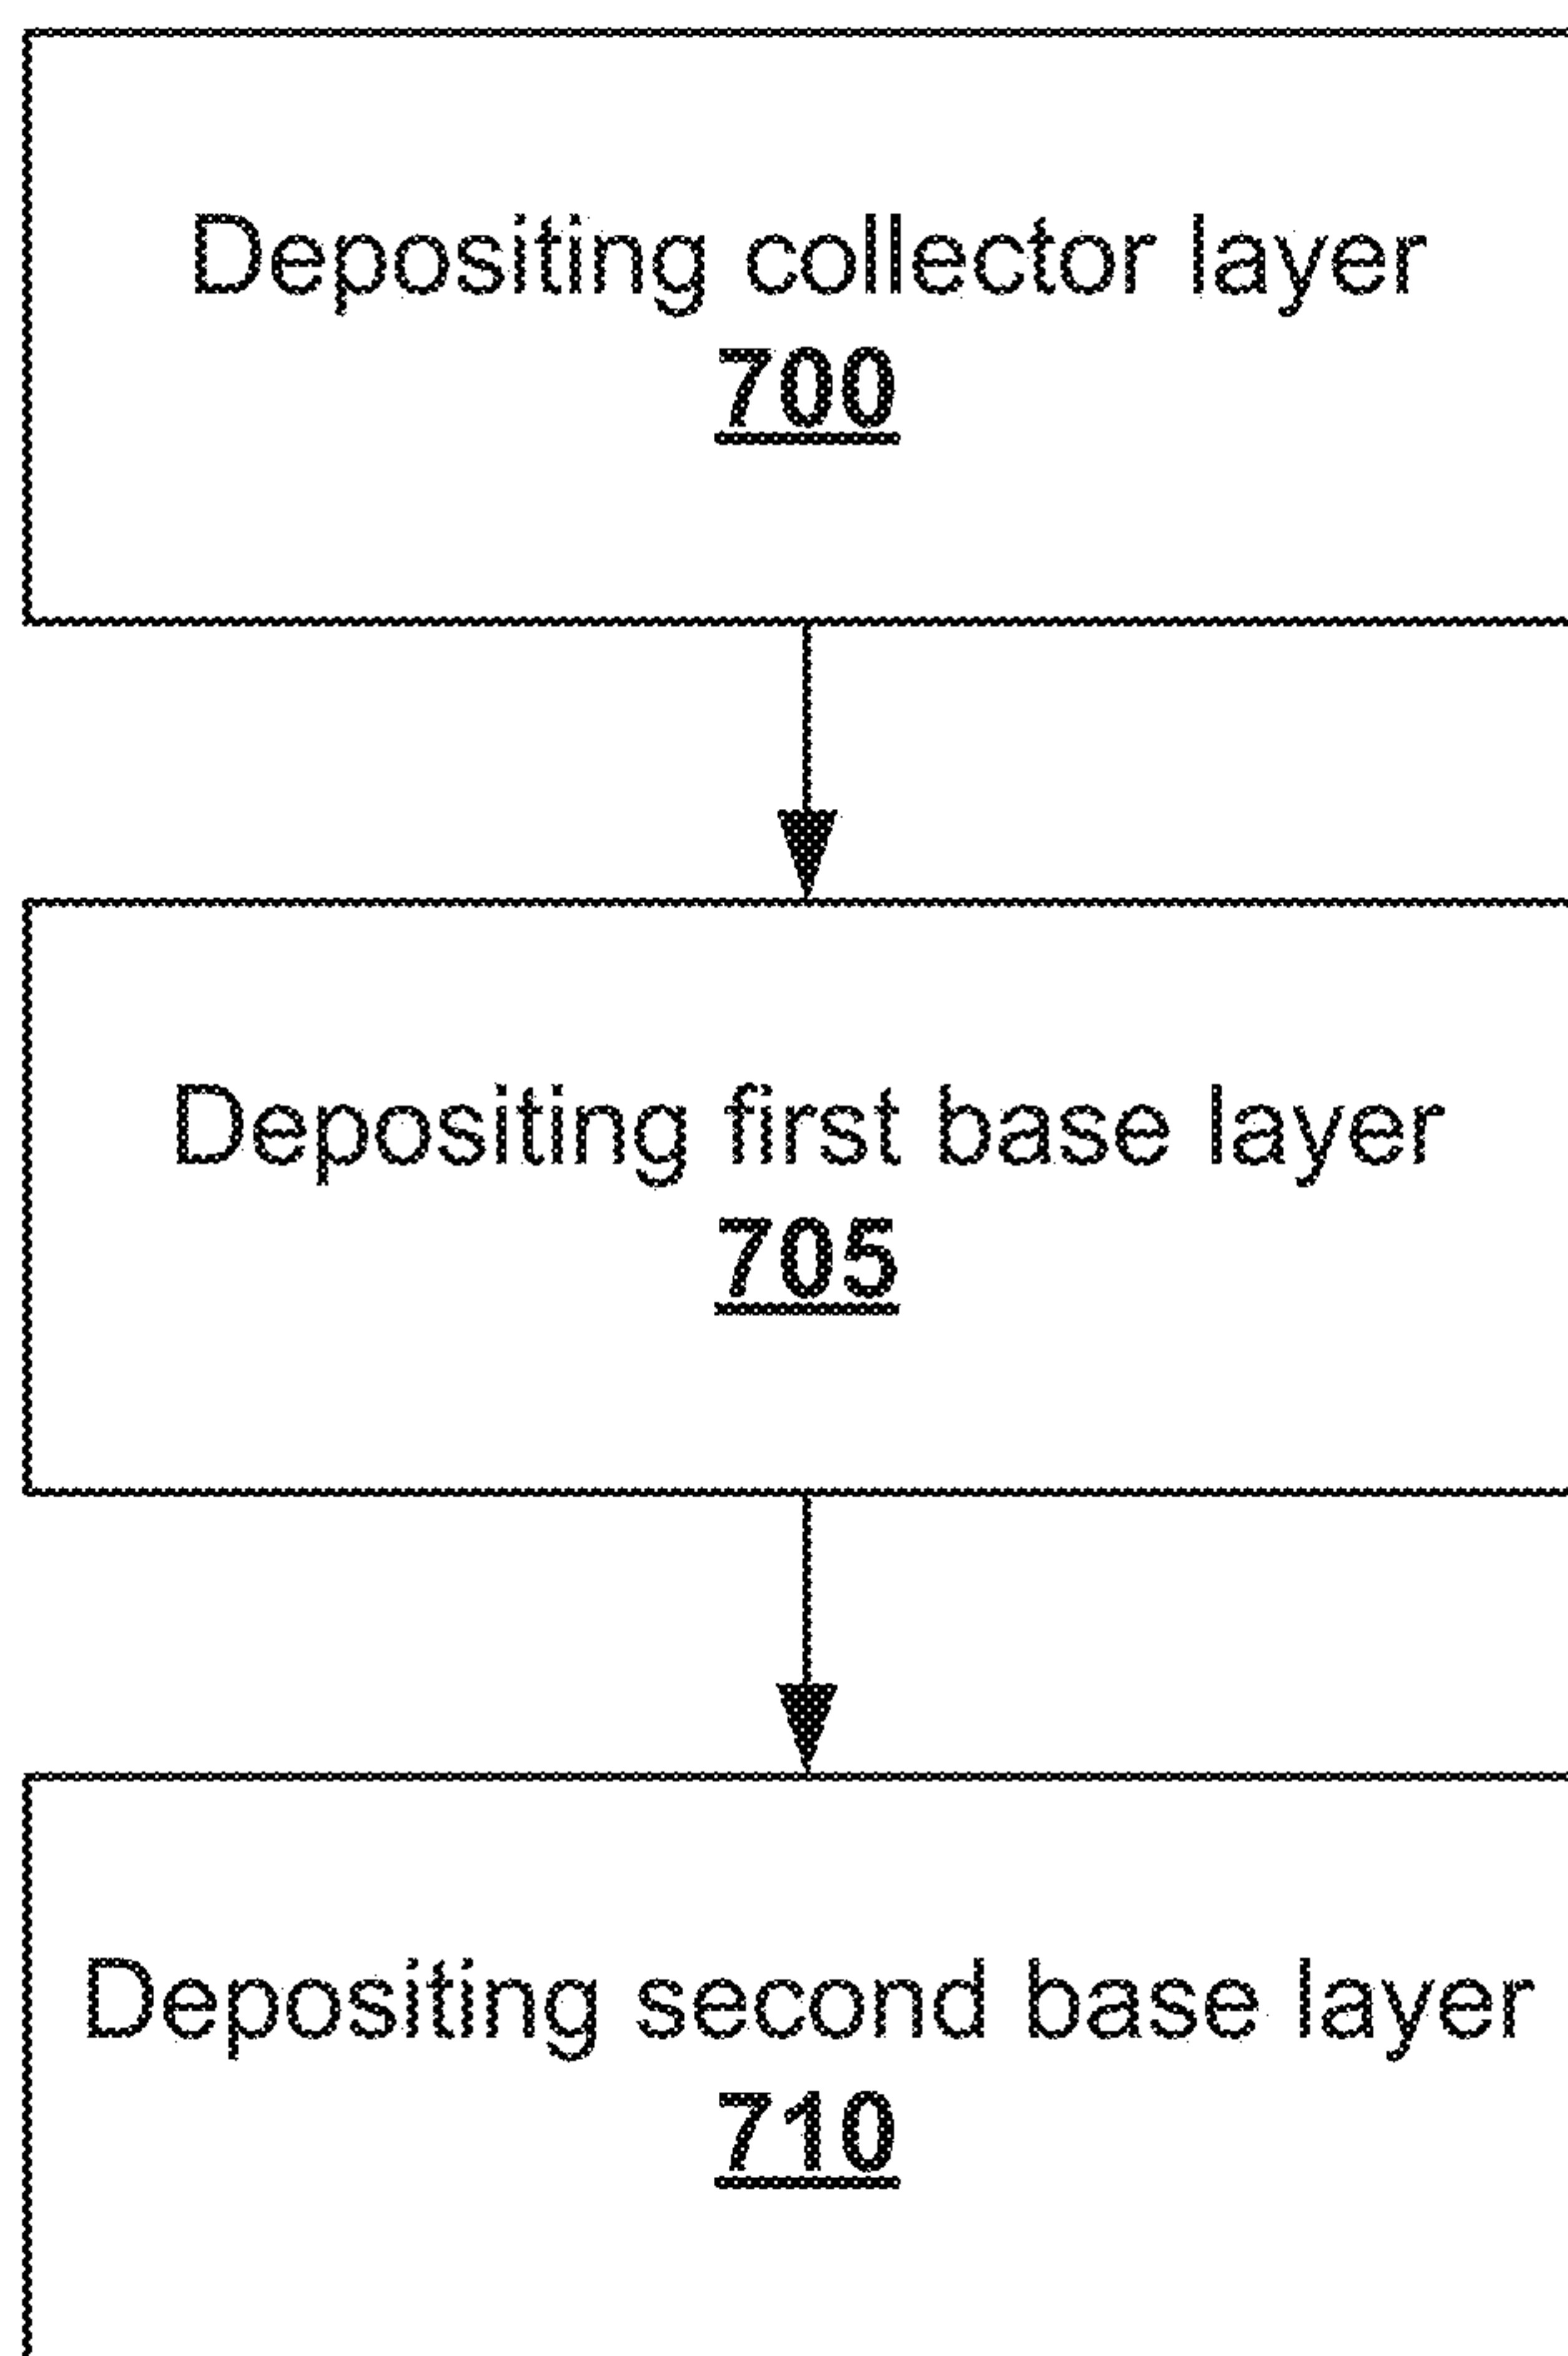 Depositing collector layer
700
Depositing first base layer
705
Depositing second base layer
710